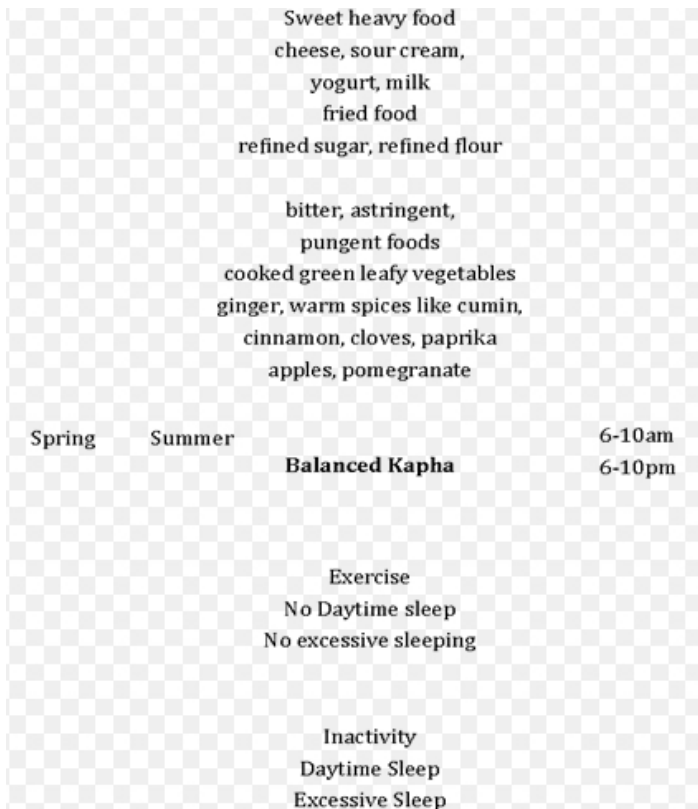 Sweet heavy food
cheese, sour cream,
yogurt, milk
fried food
refined sugar, refined flour
bitter, astringent,
pungent foods
cooked green leafy vegetables
ginger, warm spices like cumin,
cinnamon, cloves, paprika
apples, pomegranate
Spring Summer 6-10am
Balanced Kapha 6-10pm
Exercise
No Daytime sleep
No excessive sleeping
Inactivity
Daytime Sleep
Excessive Sleep